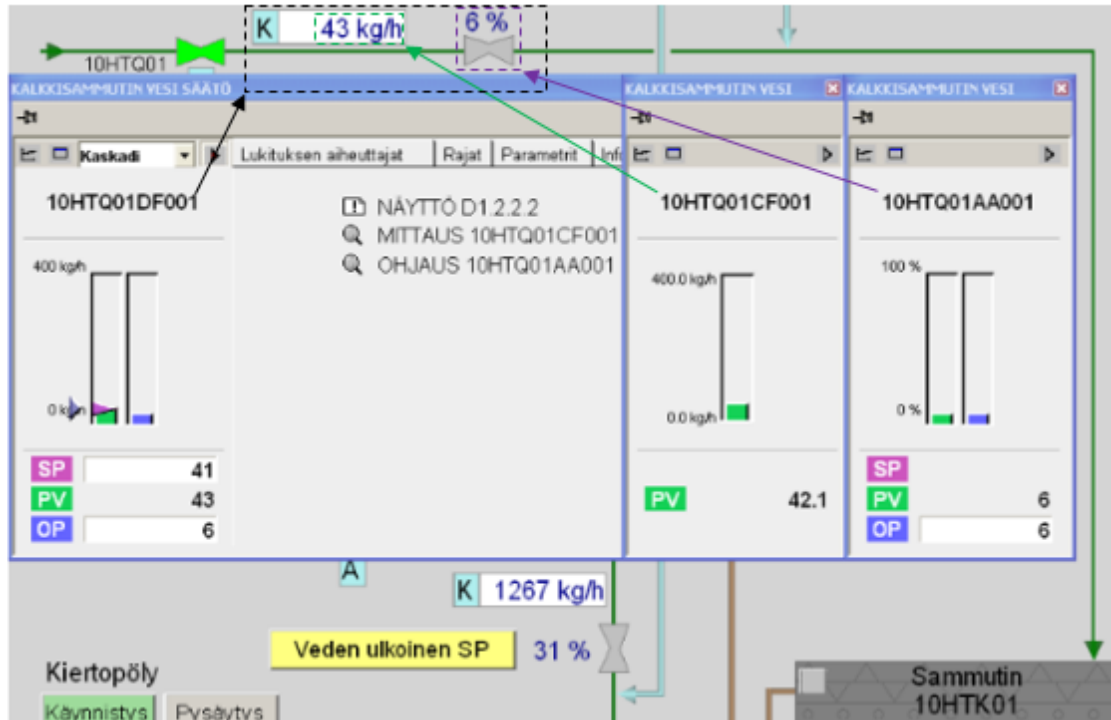 K 43 kg/h 6 %
10HTQ01
KALKKISAMMUTIN VESI SÄÄTÖ
Kaskadi
Lukituksen aiheuttajat Rajat Parametrit
10HTQ01DF001
NÄYTTÖ D1.2.2.2
MITTAUS 10HTQ01CF001
OHJAUS 10HTQ01AA001
400 kg/h
SP 41
PV 43
OP 6
KALKKISAMMUTIN VESI
10HTQ01CF001
400.0 kg/h
0.0 kg/h
PV 42.1
KALKKISAMMUTIN VESI
10HTQ01AA001
100 %
0 %
SP
PV 6
OP 6
A
K 1267 kg/h
Veden ulkoinen SP 31 %
Kiertopöly
Käynnistys Pysäytys
Sammutin
10HTK01